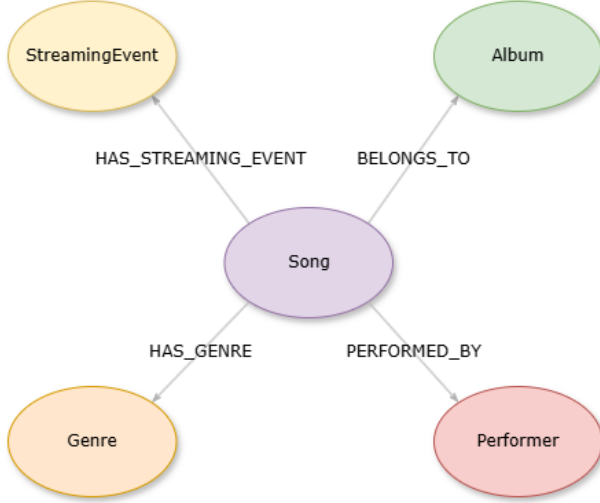 StreamingEvent
Album
HAS_STREAMING_EVENT
BELONGS_TO
Song
HAS_GENRE
PERFORMED_BY
Genre
Performer